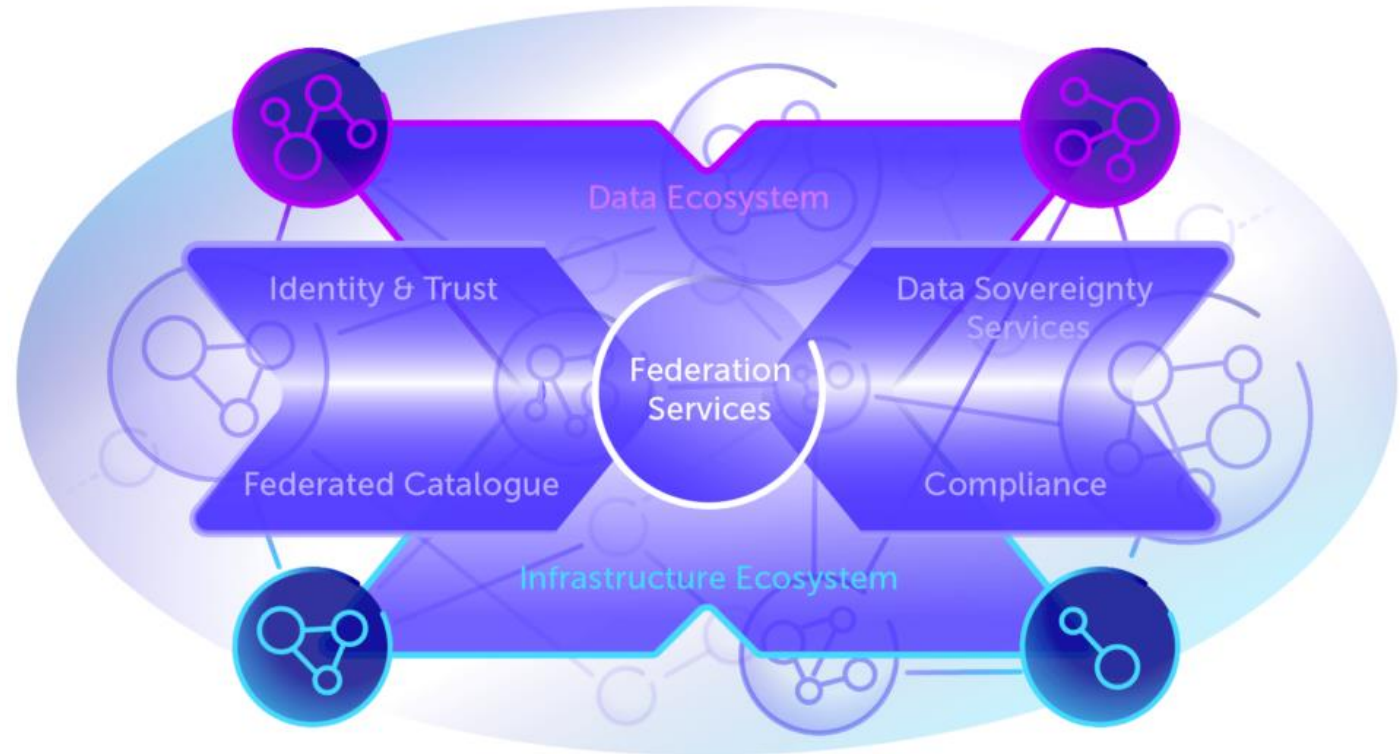 Data Ecosystem
Identity & Trust
Data Sovereignty
Services
Federation
Services
Federated Catalogue
Compliance
Infrastructure Ecosystem